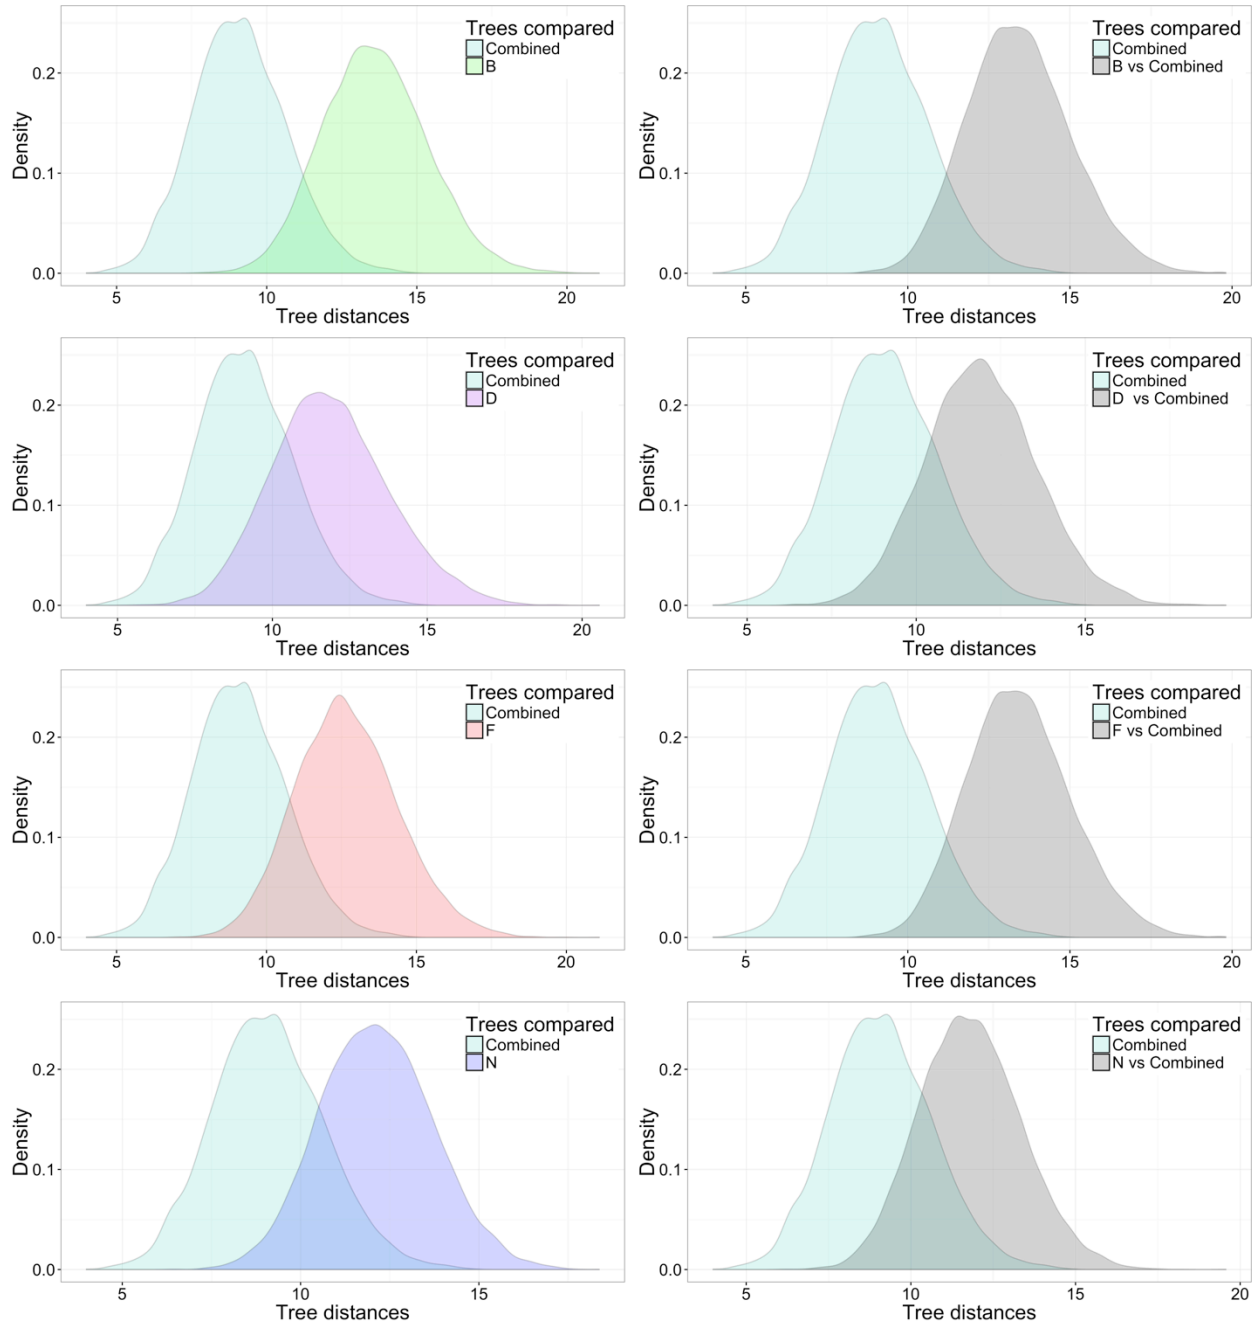 Trees compared
Combined
B
Density
0.2
0.1
0.0
5 10 15 20
Tree distances
Trees compared
Combined
B vs Combined
Density
0.2
0.1
0.0
5 10 15 20
Tree distances
Trees compared
Combined
D
Density
0.2
0.1
0.0
5 10 15 20
Tree distances
Trees compared
Combined
D vs Combined
Density
0.2
0.1
0.0
5 10 15
Tree distances
Trees compared
Combined
F
Density
0.2
0.1
0.0
5 10 15 20
Tree distances
Trees compared
Combined
F vs Combined
Density
0.2
0.1
0.0
5 10 15 20
Tree distances
Trees compared
Combined
N
Density
0.2
0.1
0.0
5 10 15
Tree distances
Trees compared
Combined
N vs Combined
Density
0.2
0.1
0.0
5 10 15 20
Tree distances